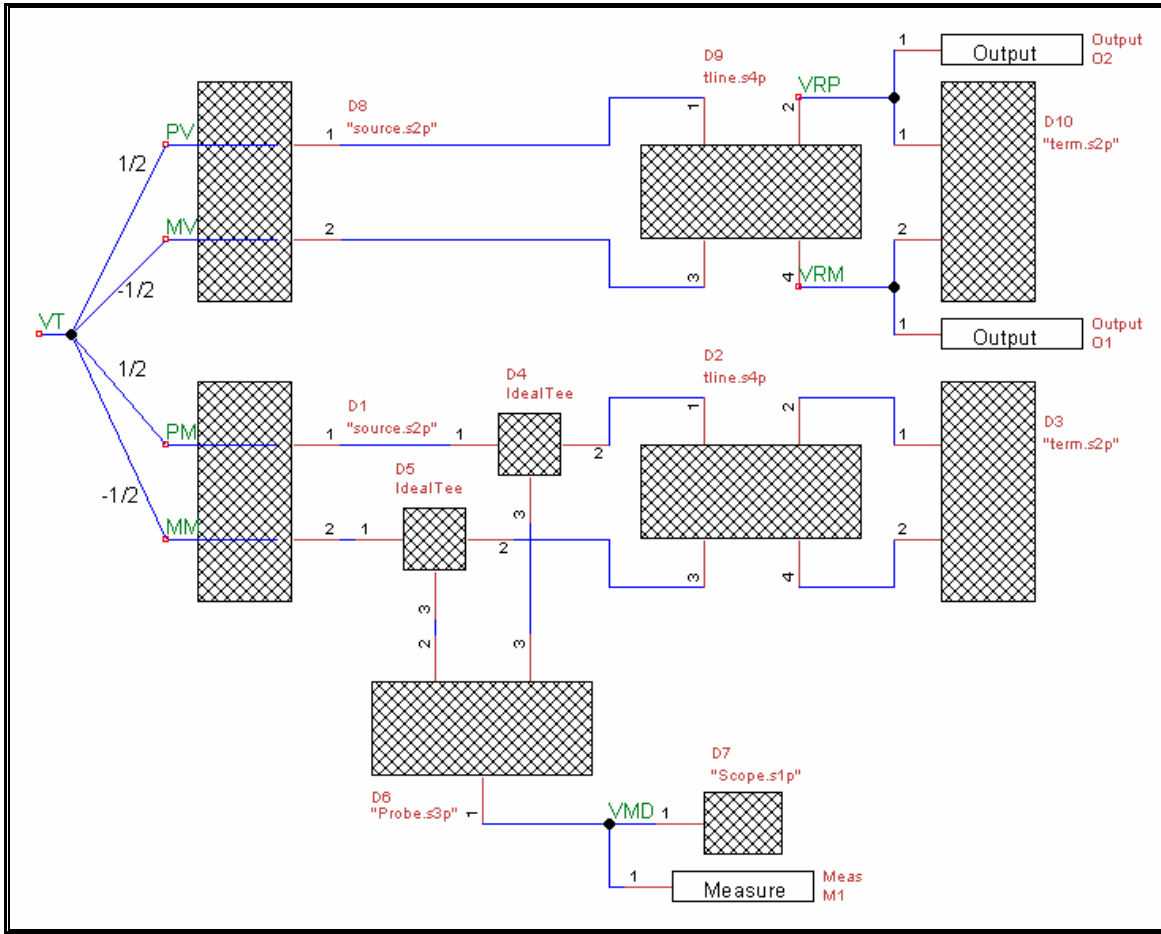 1
Output
Output
O2
D9
tline.s4p
VRP
1
2
D8
"source.s2p"
PV
1
1
D10
"term.s2p"
1/2
MV
2
2
-1/2
3
4
VRM
VT
1
Output
Output
O1
1/2
D2
tline.s4p
D4
IdealTee
D1
"source.s2p"
1
2
PM
1
1
2
1
D3
"term.s2p"
-1/2
D5
IdealTee
MM
2
1
2
3
2
3
4
3
2
3
D6
"Probe.s3p"
1
VMD
1
D7
"Scope.s1p"
1
Measure
Meas
M1